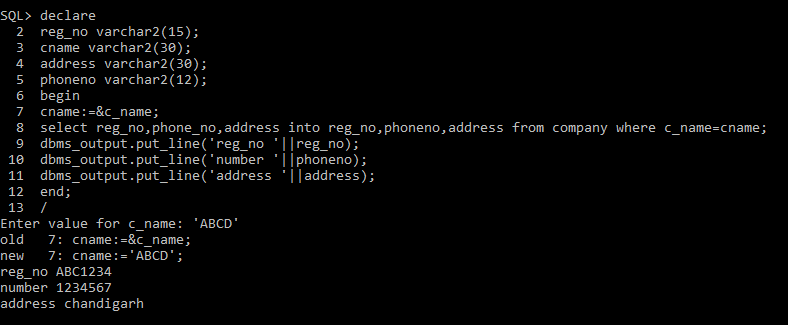 SQL> declare
  2  reg_no varchar2(15);
  3  cname varchar2(30);
  4  address varchar2(30);
  5  phoneno varchar2(12);
  6  begin
  7  cname:=&c_name;
  8  select reg_no,phone_no,address into reg_no,phoneno,address from company where c_name=cname;
  9  dbms_output.put_line('reg_no '||reg_no);
 10  dbms_output.put_line('number '||phoneno);
 11  dbms_output.put_line('address '||address);
 12  end;
 13  /
Enter value for c_name: 'ABCD'
old   7: cname:=&c_name;
new   7: cname:='ABCD';
reg_no ABC1234
number 1234567
address chandigarh